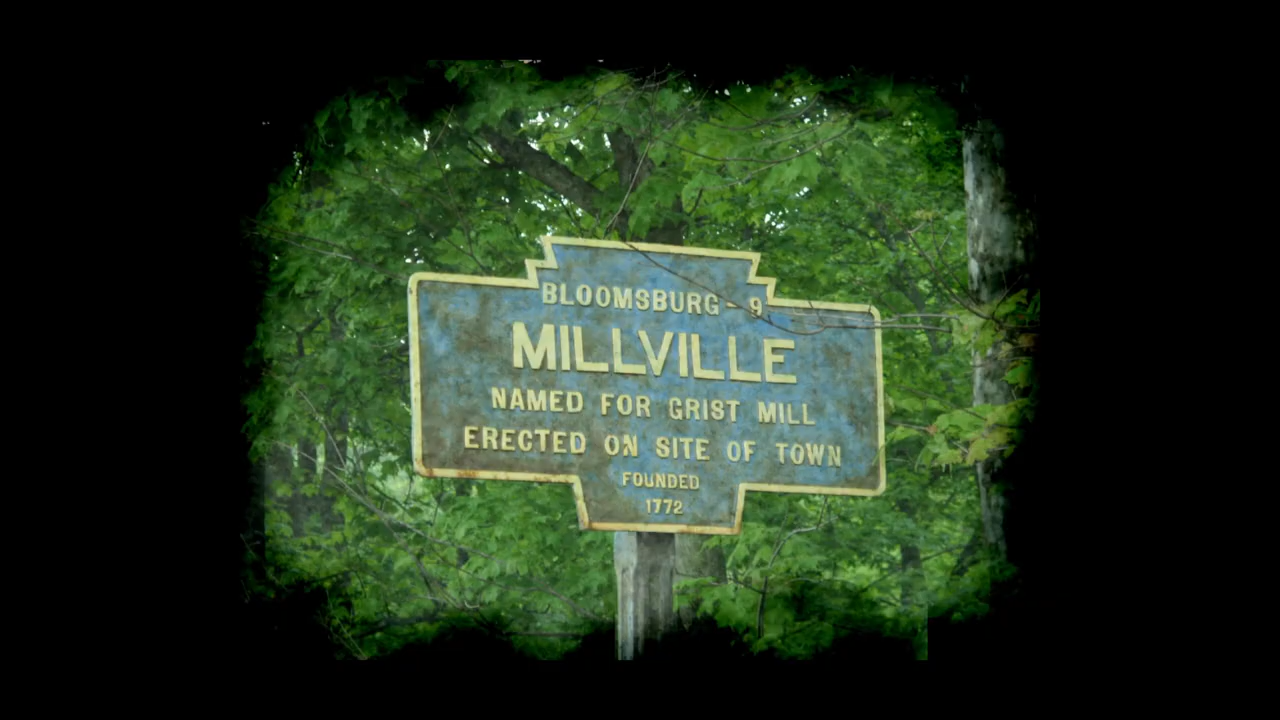 BLOOMSBURG - 9
MILLVILLE
NAMED FOR GRIST MILL
ERECTED ON SITE OF TOWN
FOUNDED
1772